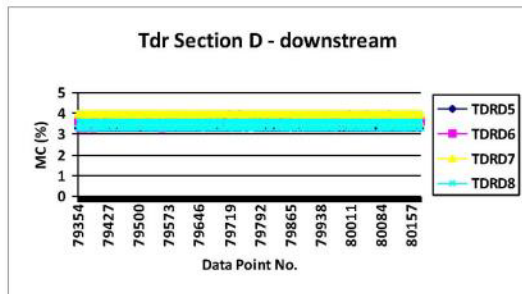 Tdr Section D - downstream
5
4
3
2
1
0
MC (%)
79354
79427
79500
79573
79646
79719
79792
79865
79938
80011
80084
80157
Data Point No.
TDRD5
TDRD6
TDRD7
TDRD8